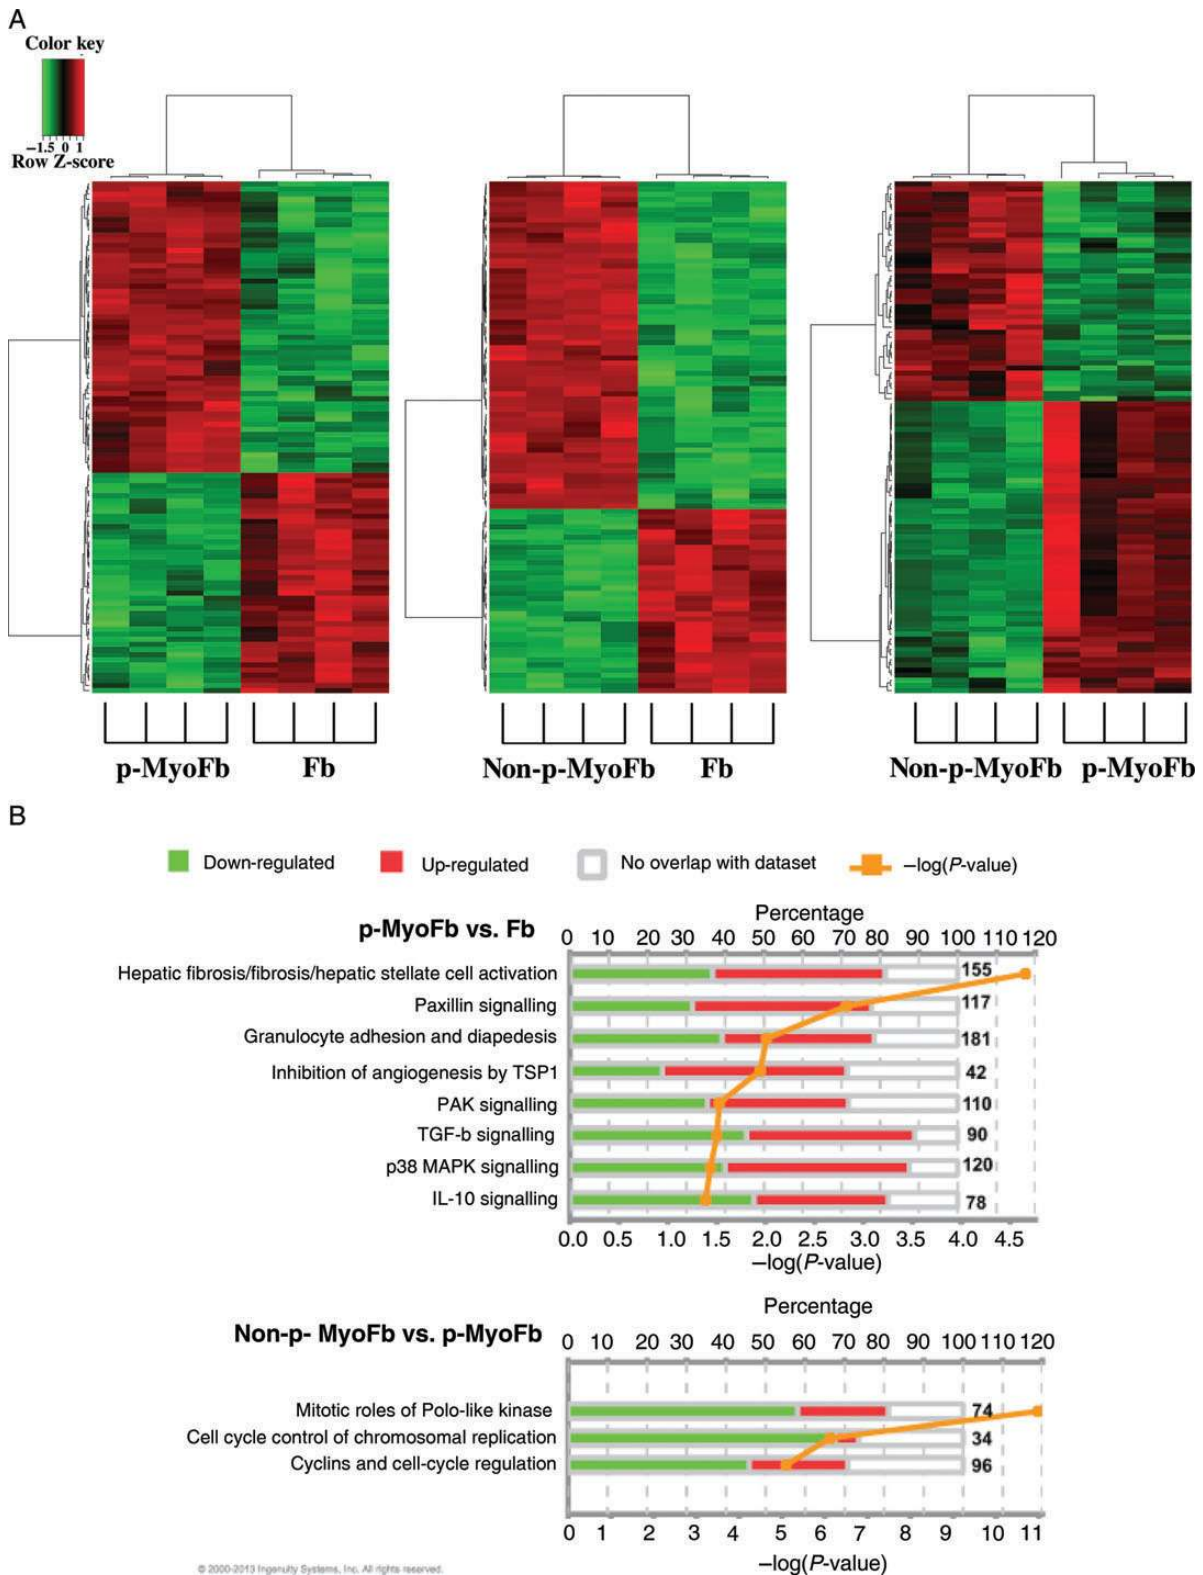 A
Color key
−1.5 0 1
Row Z-score
p-MyoFb Fb
Non-p-MyoFb Fb
Non-p-MyoFb p-MyoFb
B
Down-regulated Up-regulated No overlap with dataset −log(P-value)
Percentage
p-MyoFb vs. Fb
0 10 20 30 40 50 60 70 80 90 100 110 120
Hepatic fibrosis/fibrosis/hepatic stellate cell activation 155
Paxillin signalling 117
Granulocyte adhesion and diapedesis 181
Inhibition of angiogenesis by TSP1 42
PAK signalling 110
TGF-b signalling 90
p38 MAPK signalling 120
IL-10 signalling 78
0.0 0.5 1.0 1.5 2.0 2.5 3.0 3.5 4.0 4.5
−log(P-value)
Percentage
Non-p- MyoFb vs. p-MyoFb
0 10 20 30 40 50 60 70 80 90 100 110 120
Mitotic roles of Polo-like kinase 74
Cell cycle control of chromosomal replication 34
Cyclins and cell-cycle regulation 96
0 1 2 3 4 5 6 7 8 9 10 11
−log(P-value)
© 2000-2013 Ingenuity Systems, Inc. All rights reserved.